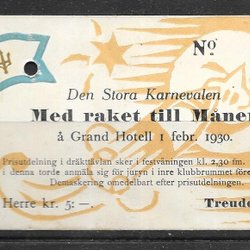 Nº
Den Stora Karnevalen
Med raket till Månen
å Grand Hotell 1 febr. 1930.
Prisutdelning i dräkttävlan sker i festvåningen kl. 2,30 fm.
i denna torde anmäla sig för juryn i inre klubbrummet före
Demaskering omedelbart efter prisutdelningen.
Herre kr. 5:—.
Treude